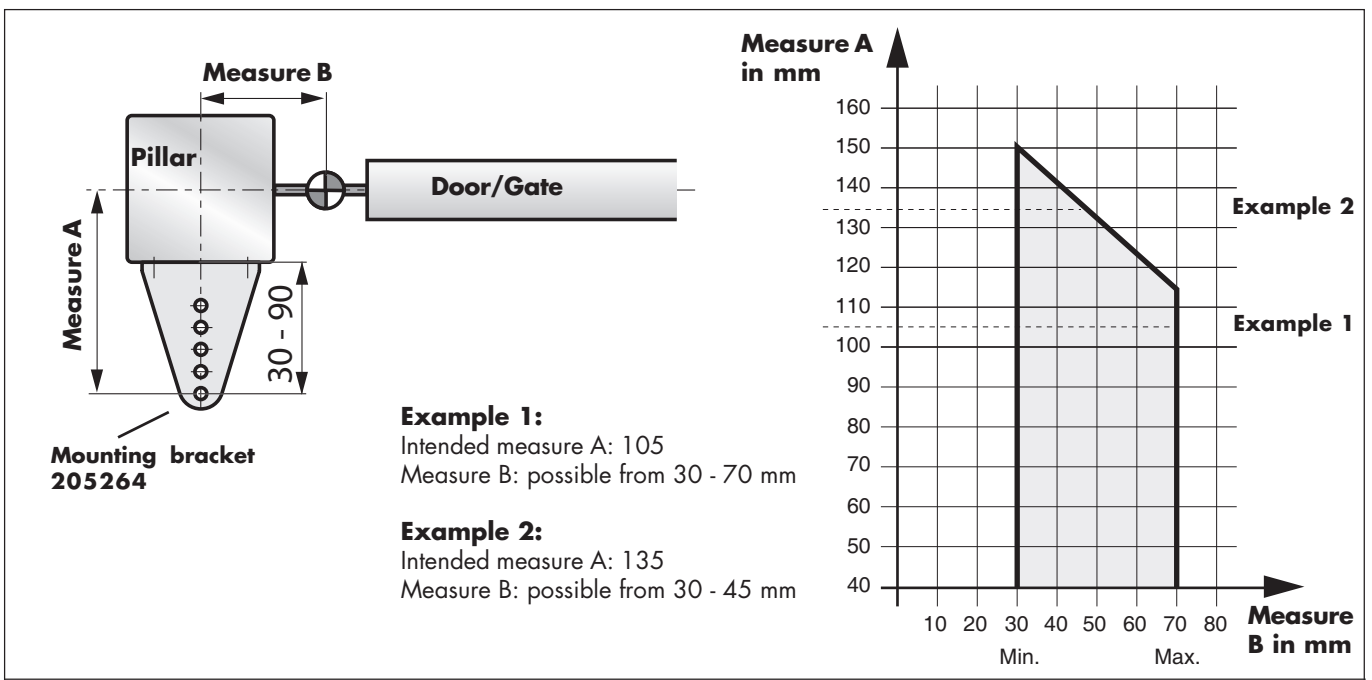 Measure B
Pillar
Door/Gate
Measure A
30 - 90
Mounting bracket
205264
Example 1:
Intended measure A: 105
Measure B: possible from 30 - 70 mm
Example 2:
Intended measure A: 135
Measure B: possible from 30 - 45 mm
Measure A
in mm
160
150
140
130
120
110
100
90
80
70
60
50
40
Example 2
Example 1
10 20 30 40 50 60 70 80
Min. Max.
Measure
B in mm